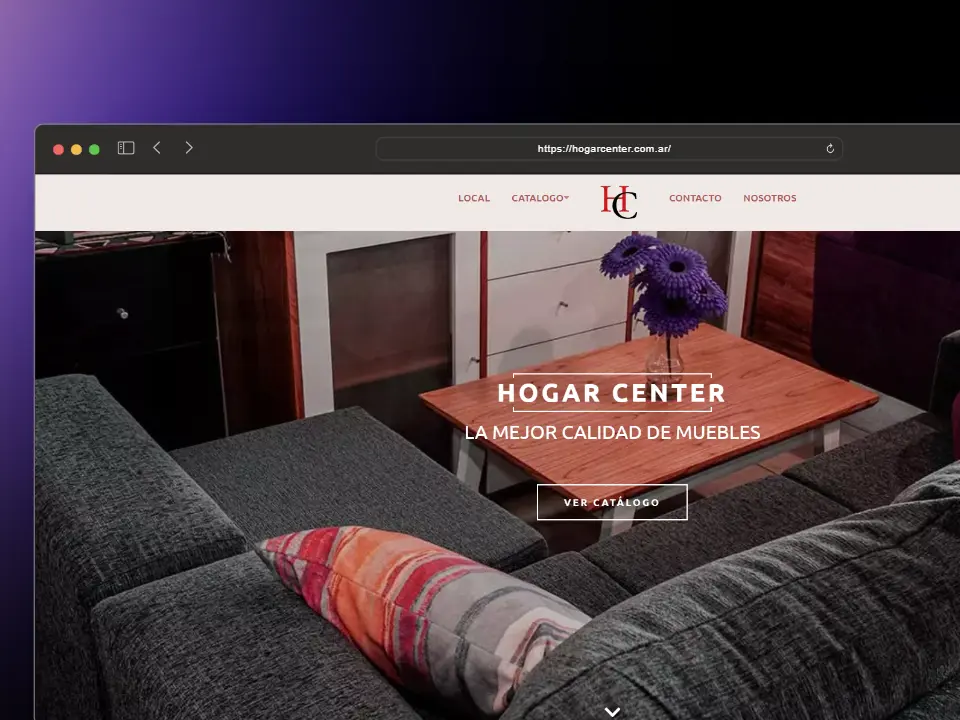 https://hogarcenter.com.ar/
LOCAL CATALOGO HC CONTACTO NOSOTROS
HOGAR CENTER
LA MEJOR CALIDAD DE MUEBLES
VER CATÁLOGO